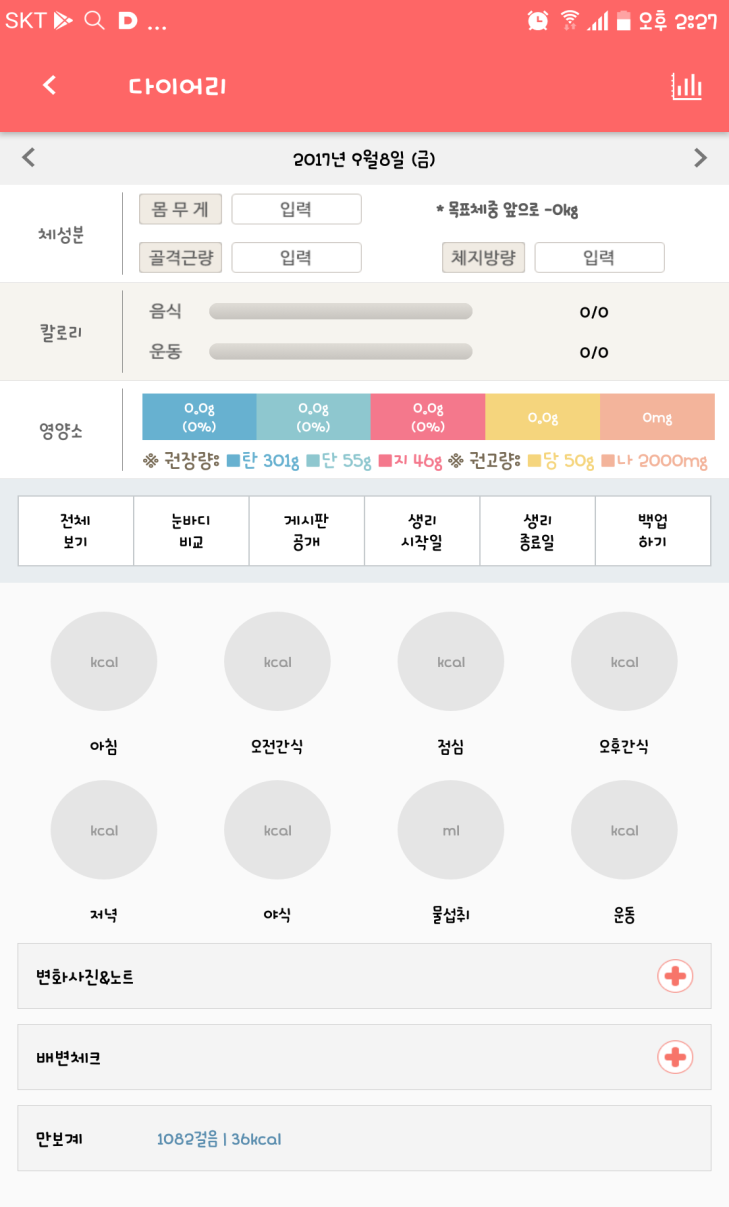 SKT D ... 오후 2:27
다이어리
2017년 9월8일 (금)
체성분
몸 무 게 입력 * 목표체중 앞으로 -0kg
골격근량 입력 체지방량 입력
칼로리
음식 0/0
운동 0/0
영양소
0.0g (0%) 0.0g (0%) 0.0g (0%) 0.0g 0mg
※ 권장량: ■탄 301g ■단 55g ■지 46g ※ 권고량: ■당 50g ■나 2000mg
전체 보기 눈바디 비교 게시판 공개 생리 시작일 생리 종료일 백업 하기
kcal kcal kcal kcal
아침 오전간식 점심 오후간식
kcal kcal ml kcal
저녁 야식 물섭취 운동
변화사진&노트
배변체크
만보계 1082걸음 | 36kcal